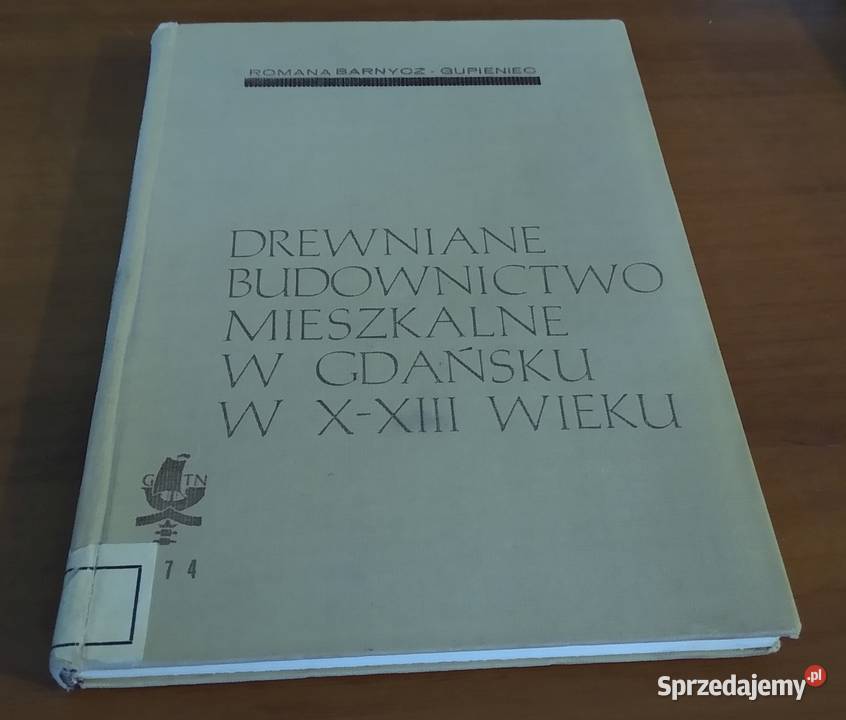 ROMANA BARNYCZ - GUPIENIEC
DREWNIANE
BUDOWNICTWO
MIESZKALNE
W GDAŃSKU
W X-XIII WIEKU
G TN
74
Sprzedajemy.pl